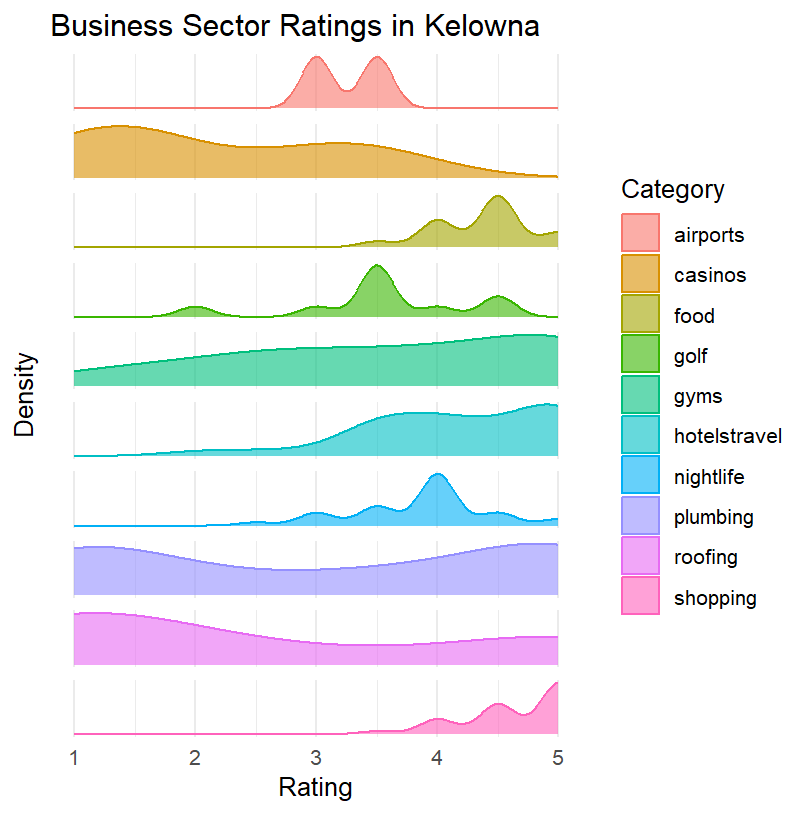 Business Sector Ratings in Kelowna
Density
1 2 3 4 5
Rating
Category
airports
casinos
food
golf
gyms
hotelstravel
nightlife
plumbing
roofing
shopping